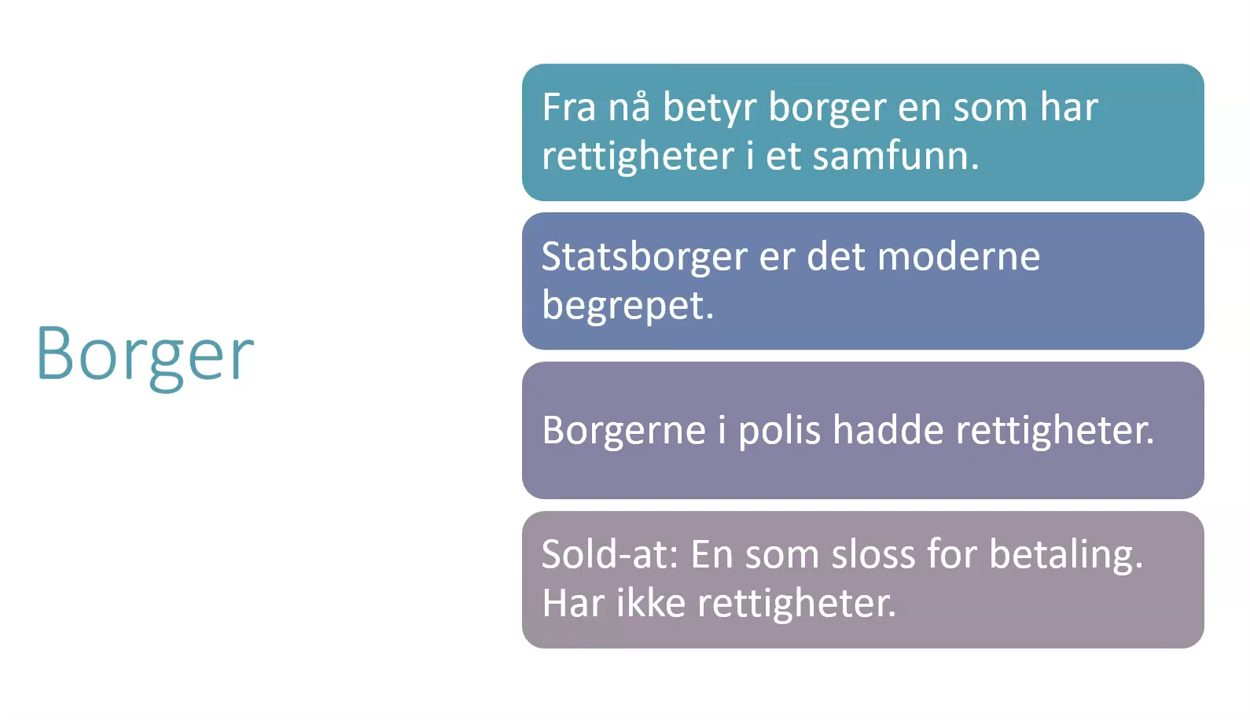 Borger
Fra nå betyr borger en som har
rettigheter i et samfunn.
Statsborger er det moderne
begrepet.
Borgerne i polis hadde rettigheter.
Sold-at: En som sloss for betaling.
Har ikke rettigheter.